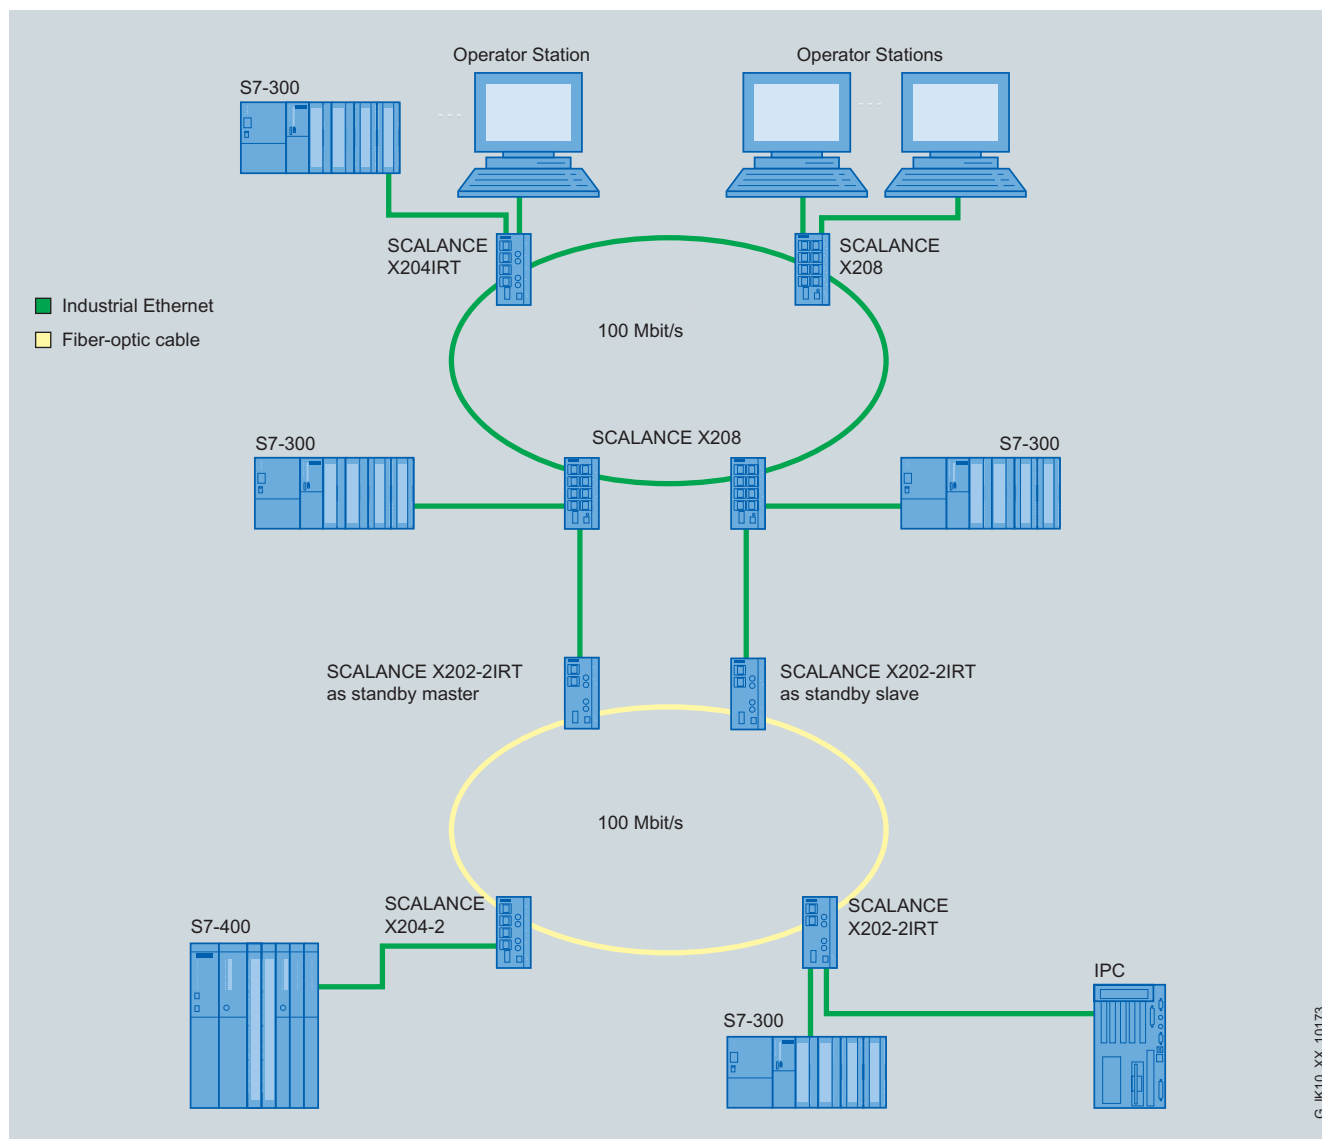 Operator Station
Operator Stations
S7-300
SCALANCE
X204IRT
SCALANCE
X208
Industrial Ethernet
Fiber-optic cable
100 Mbit/s
S7-300
SCALANCE X208
S7-300
SCALANCE X202-2IRT
as standby master
SCALANCE X202-2IRT
as standby slave
100 Mbit/s
SCALANCE
X204-2
SCALANCE
X202-2IRT
S7-400
IPC
S7-300
G_IK10_XX_10173